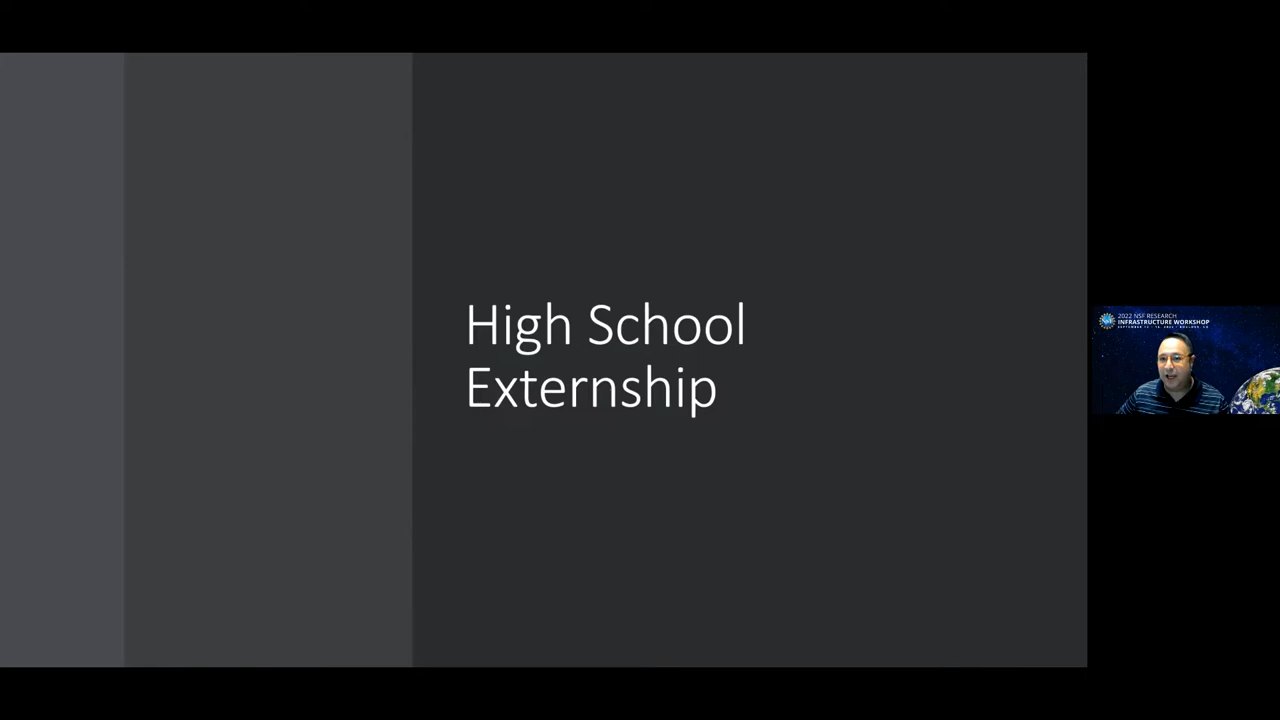 High School
Externship
2022 NSF RESEARCH
INFRASTRUCTURE WORKSHOP